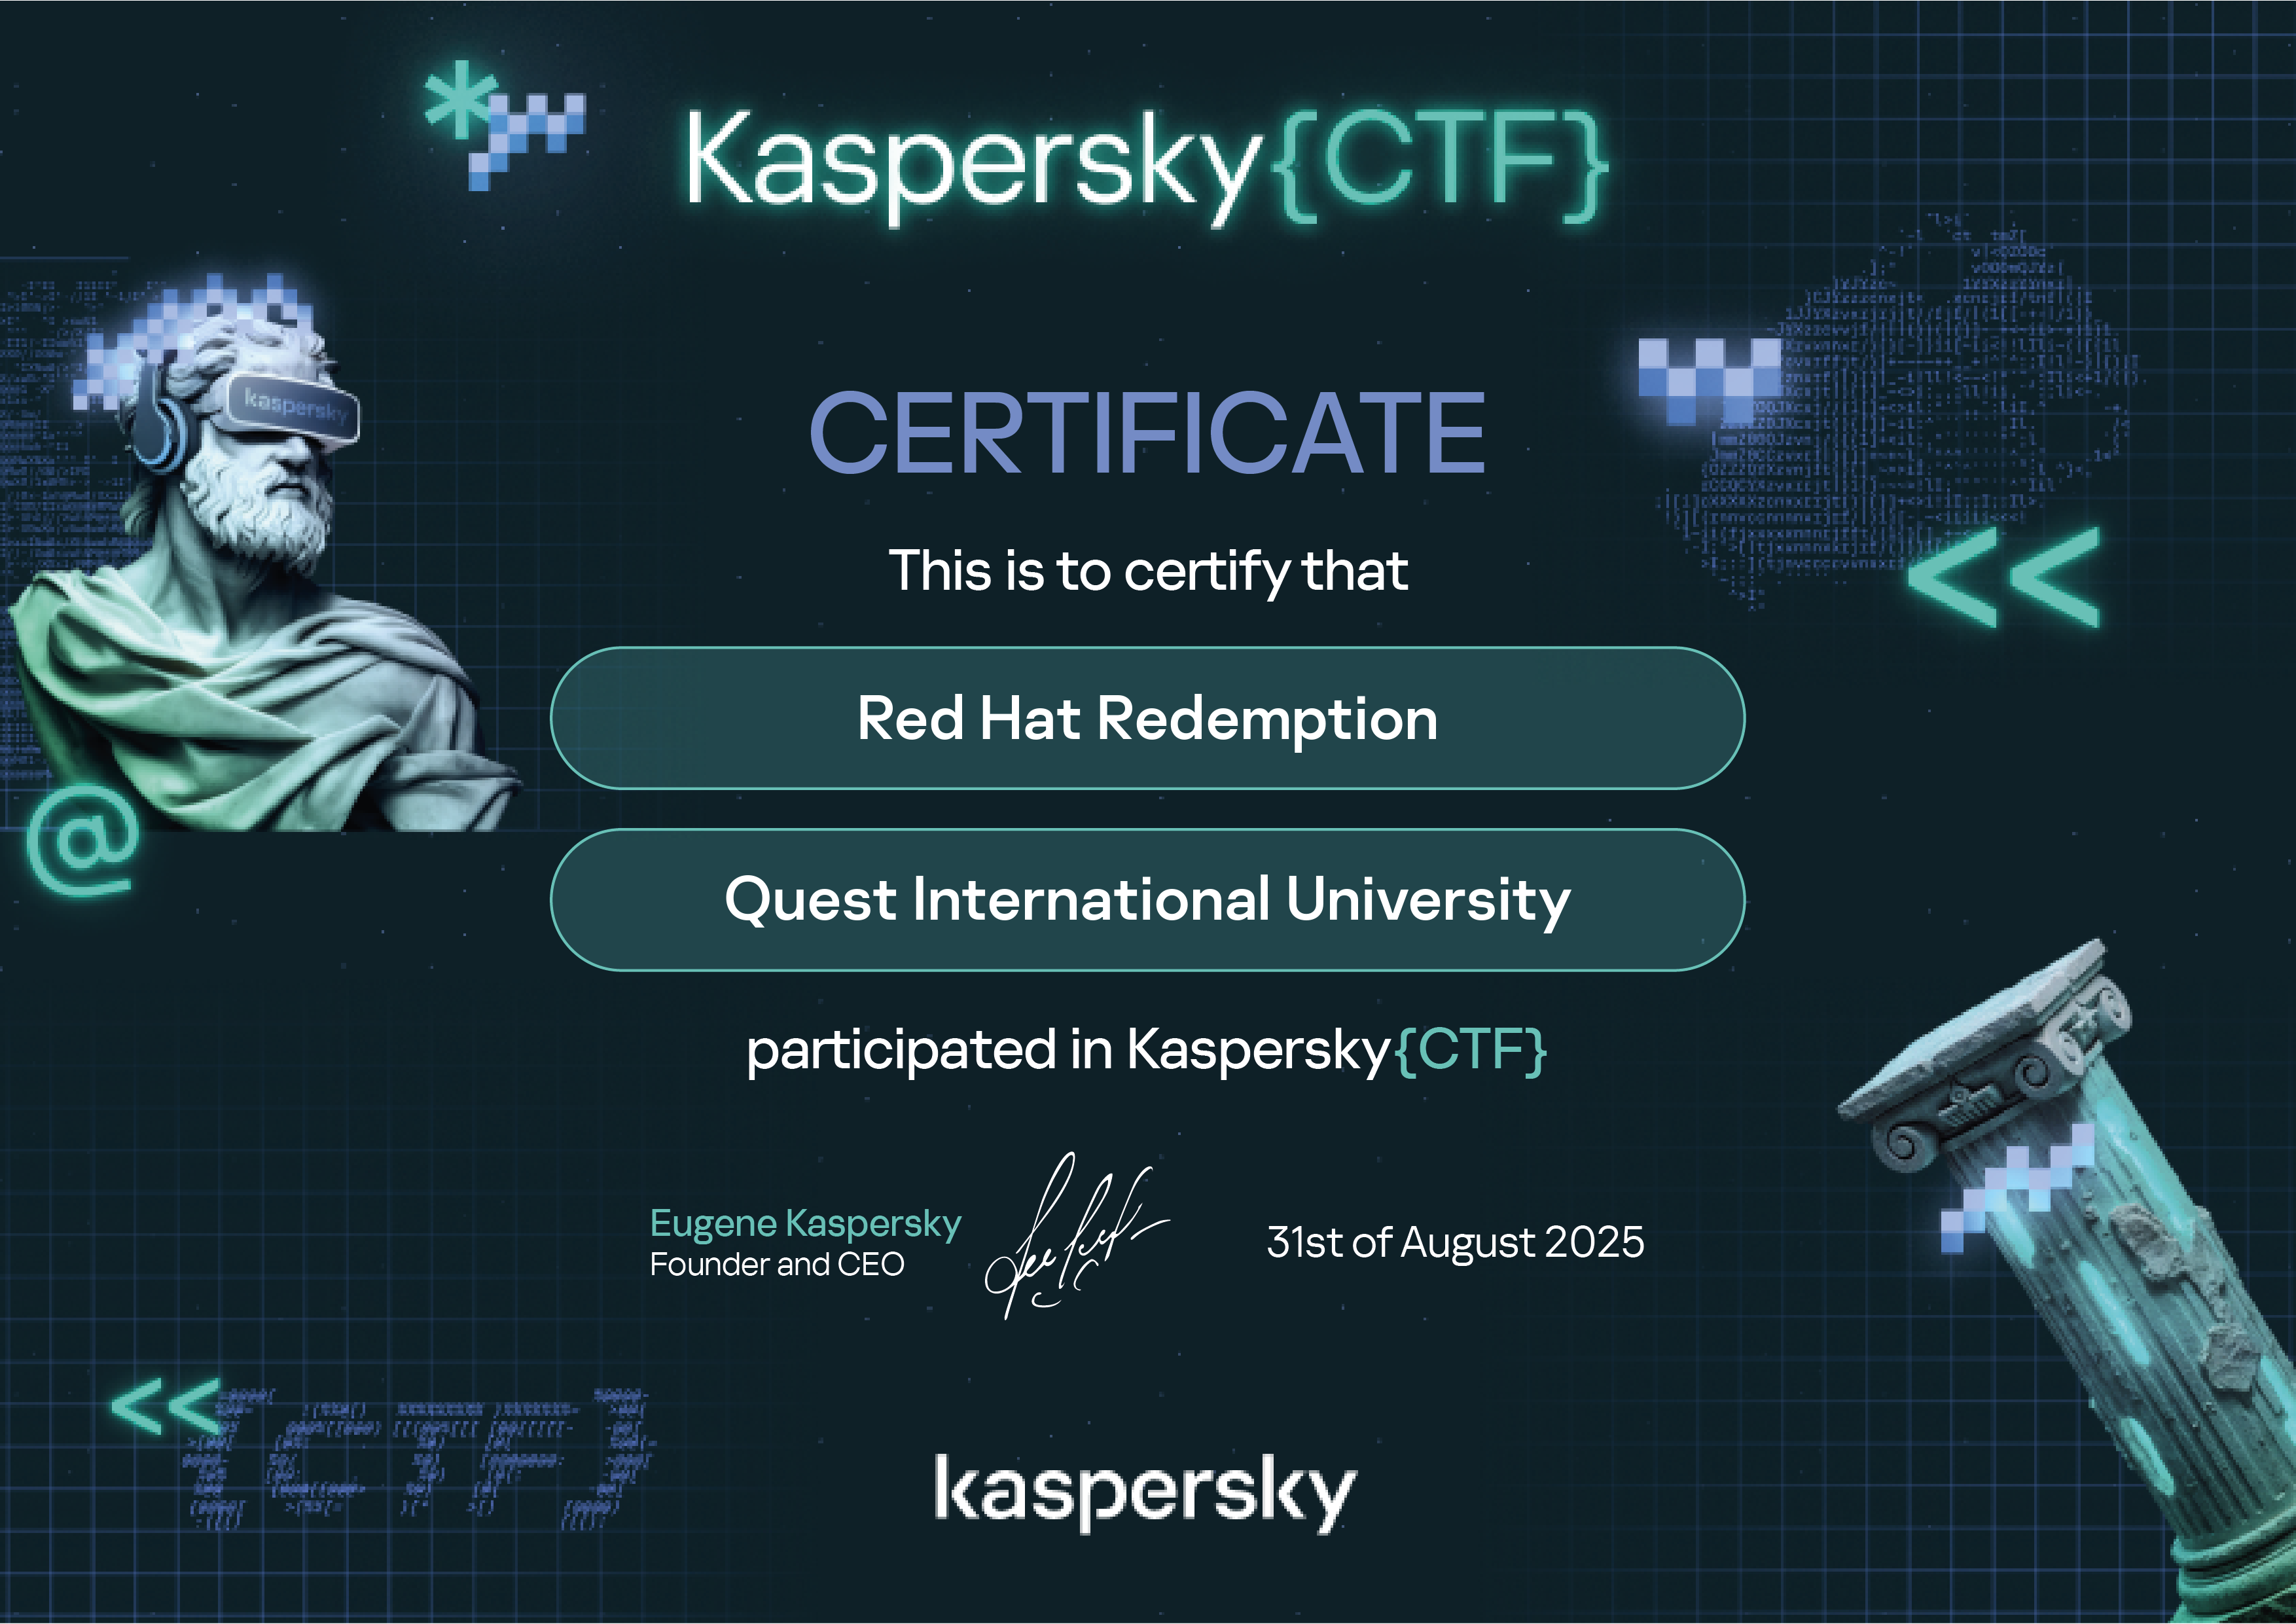 Kaspersky{CTF}
kaspersky
CERTIFICATE
This is to certify that
Red Hat Redemption
Quest International University
@
participated in Kaspersky{CTF}
Eugene Kaspersky
Founder and CEO
31st of August 2025
<<
<<
{CTF}
kaspersky